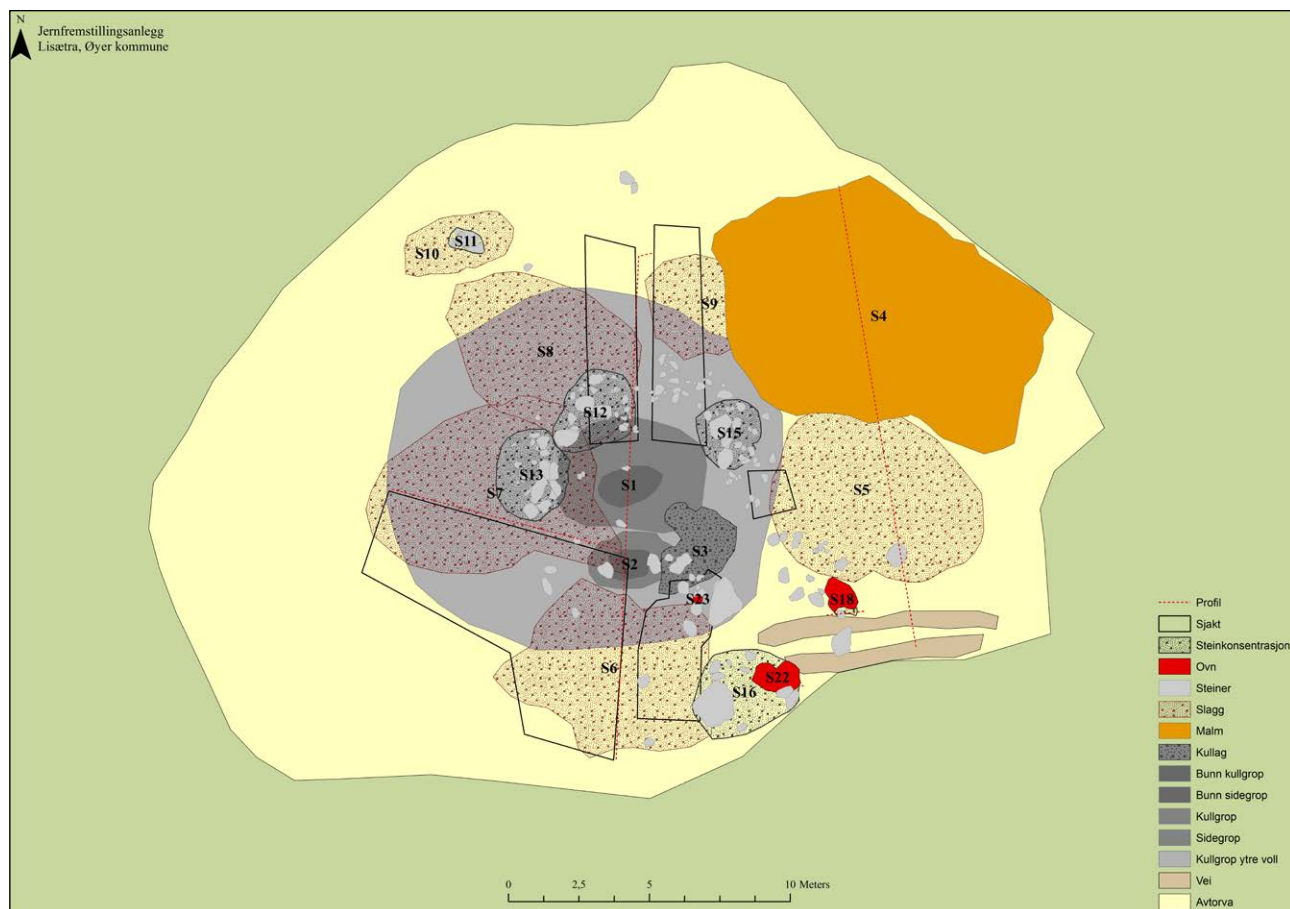 N
Jernfremstillingsanlegg
Lisætra, Øyer kommune
S11
S10
S9
S4
S8
S12
S15
S13
S1
S7
S5
S3
S2
S23
S18
S6
S22
S16
Profil
Sjakt
Steinkonsentrasjon
Ovn
Steiner
Slagg
Malm
Kullag
Bunn kullgrop
Bunn sidegrop
Kullgrop
Sidegrop
Kullgrop ytre voll
Vei
Avtorva
0 2,5 5 10 Meters